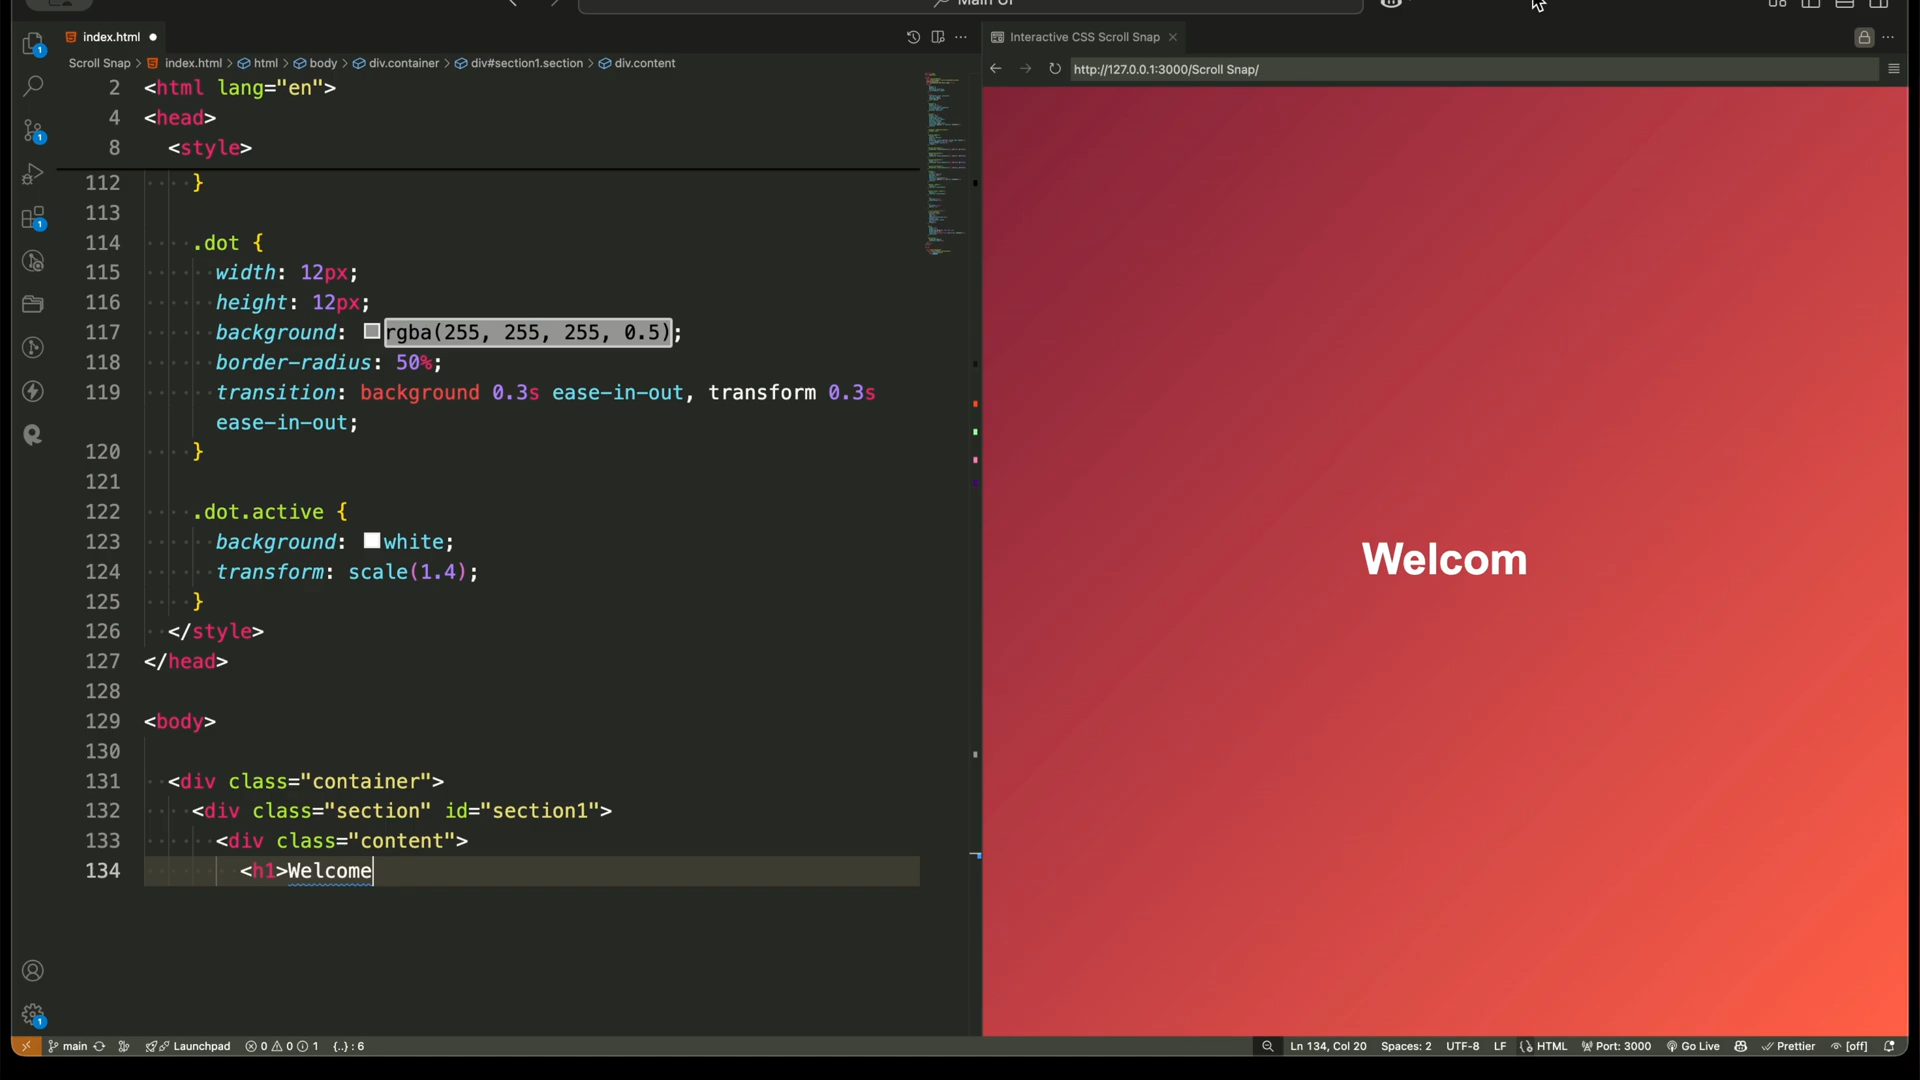 Main UI
index.html
Interactive CSS Scroll Snap
Scroll Snap > index.html > html > body > div.container > div#section1.section > div.content
http://127.0.0.1:3000/Scroll Snap/
2 <html lang="en">
4 <head>
8 <style>
112 }
113
114 .dot {
115 width: 12px;
116 height: 12px;
117 background: rgba(255, 255, 255, 0.5);
118 border-radius: 50%;
119 transition: background 0.3s ease-in-out, transform 0.3s
ease-in-out;
120 }
121
122 .dot.active {
123 background: white;
124 transform: scale(1.4);
125 }
126 </style>
127 </head>
128
129 <body>
130
131 <div class="container">
132 <div class="section" id="section1">
133 <div class="content">
134 <h1>Welcome
Welcom
main Launchpad 0 0 1 {..} : 6
Ln 134, Col 20 Spaces: 2 UTF-8 LF HTML Port: 3000 Go Live Prettier [off]